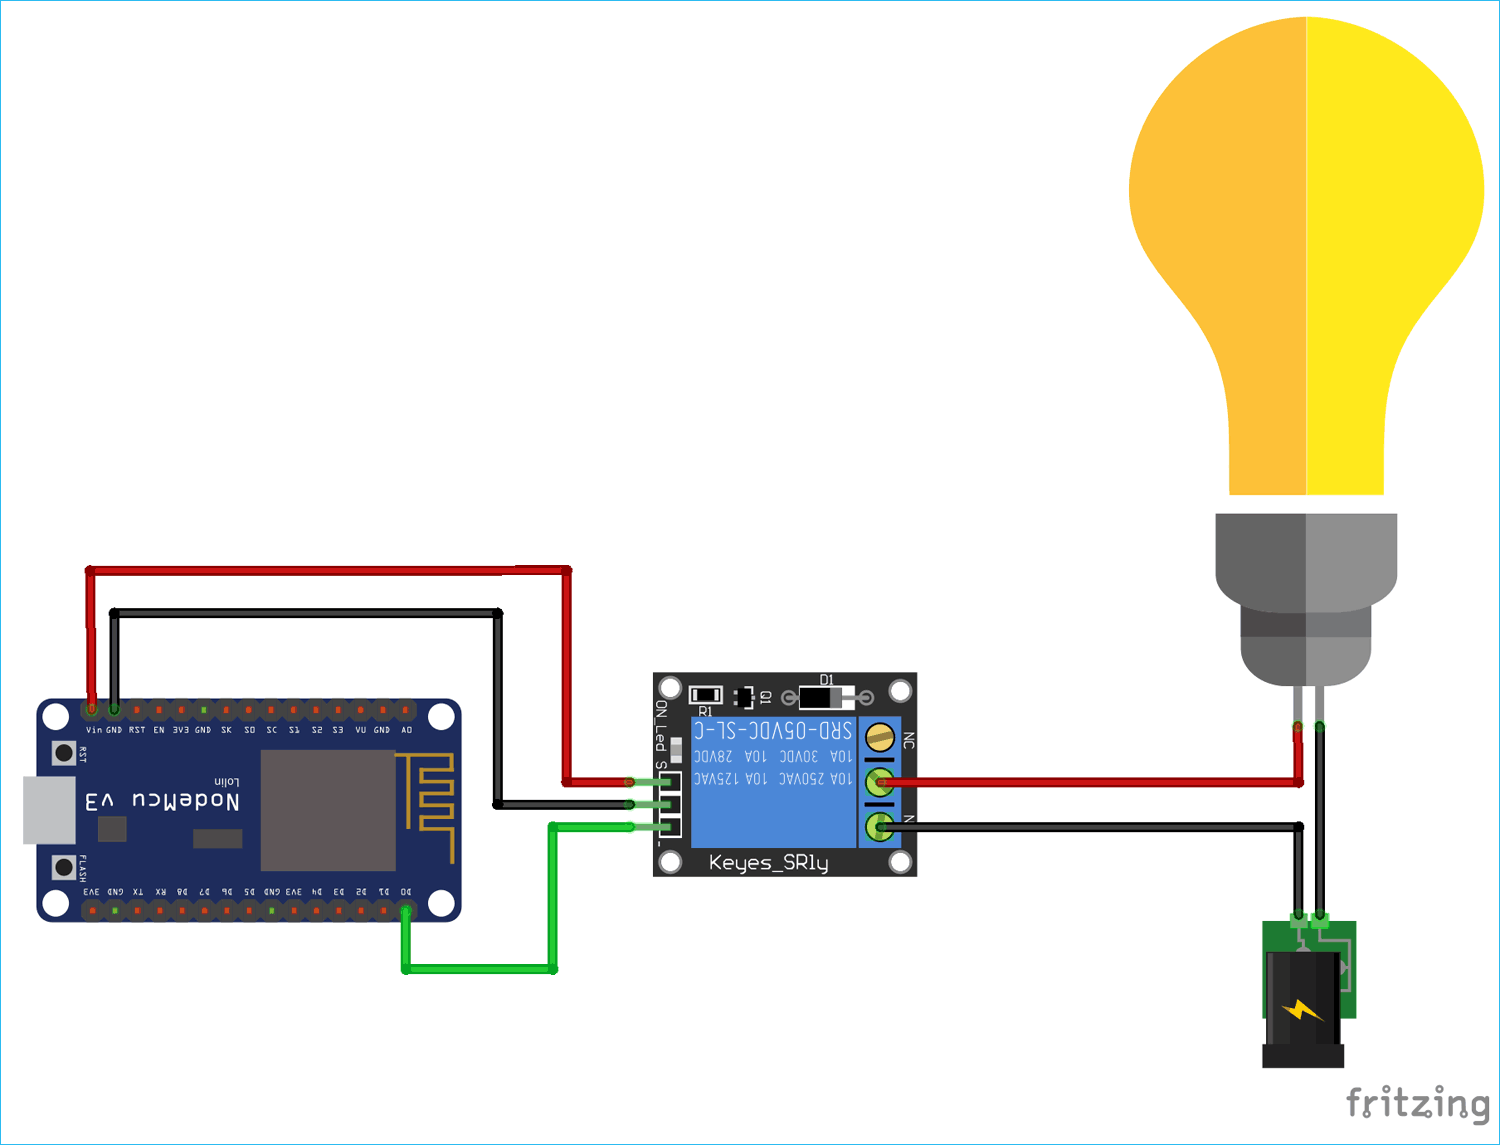 Vin GND RST EN 3V3 GND SK SO SC S1 S2 S3 VU GND AO
RST
Lolin
NodeMcu v3
FLASH
3V3 GND TX RX D8 D7 D6 D5 GND 3V3 D4 D3 D2 D1 D0
D1
Q1
R1
ON_Led
S
-
SRD-05VDC-SL-C
10A 30VDC 10A 28VDC
10A 250VAC 10A 125VAC
NC
N
Keyes_SRly
fritzing